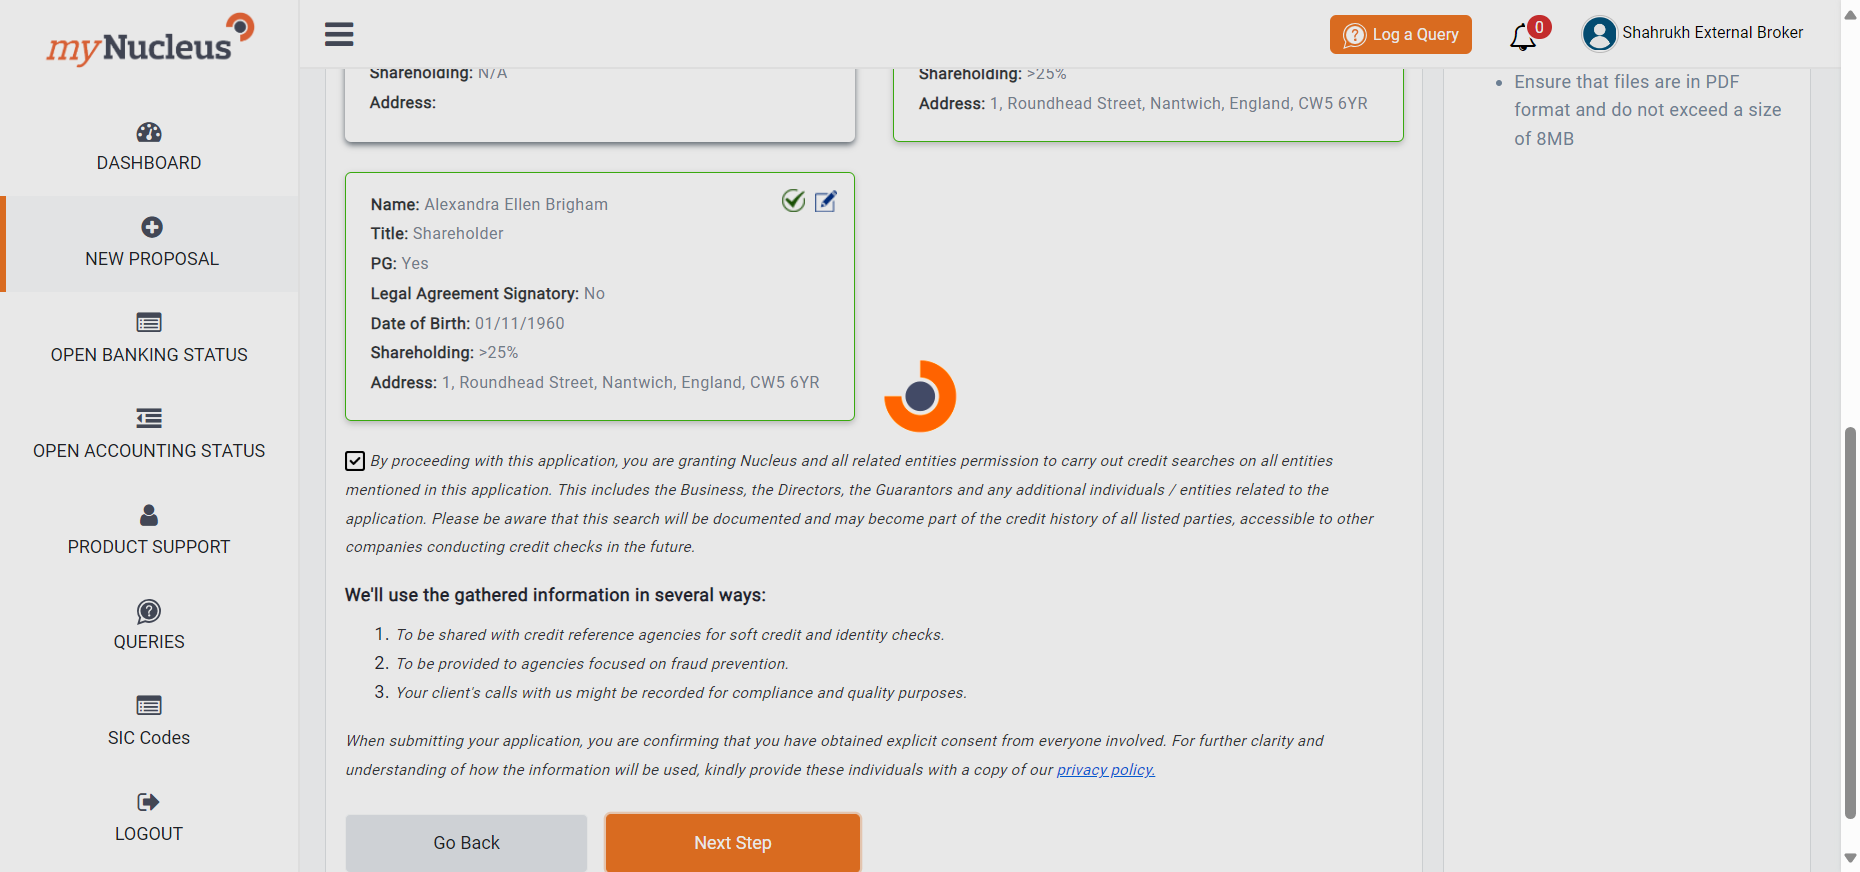 myNucleus
Log a Query
0
Shahrukh External Broker
DASHBOARD
NEW PROPOSAL
OPEN BANKING STATUS
OPEN ACCOUNTING STATUS
PRODUCT SUPPORT
QUERIES
SIC Codes
LOGOUT
Shareholding: N/A
Address:
Shareholding: >25%
Address: 1, Roundhead Street, Nantwich, England, CW5 6YR
Name: Alexandra Ellen Brigham
Title: Shareholder
PG: Yes
Legal Agreement Signatory: No
Date of Birth: 01/11/1960
Shareholding: >25%
Address: 1, Roundhead Street, Nantwich, England, CW5 6YR
By proceeding with this application, you are granting Nucleus and all related entities permission to carry out credit searches on all entities
mentioned in this application. This includes the Business, the Directors, the Guarantors and any additional individuals / entities related to the
application. Please be aware that this search will be documented and may become part of the credit history of all listed parties, accessible to other
companies conducting credit checks in the future.
We'll use the gathered information in several ways:
1. To be shared with credit reference agencies for soft credit and identity checks.
2. To be provided to agencies focused on fraud prevention.
3. Your client's calls with us might be recorded for compliance and quality purposes.
When submitting your application, you are confirming that you have obtained explicit consent from everyone involved. For further clarity and
understanding of how the information will be used, kindly provide these individuals with a copy of our privacy policy.
Go Back
Next Step
• Ensure that files are in PDF
format and do not exceed a size
of 8MB